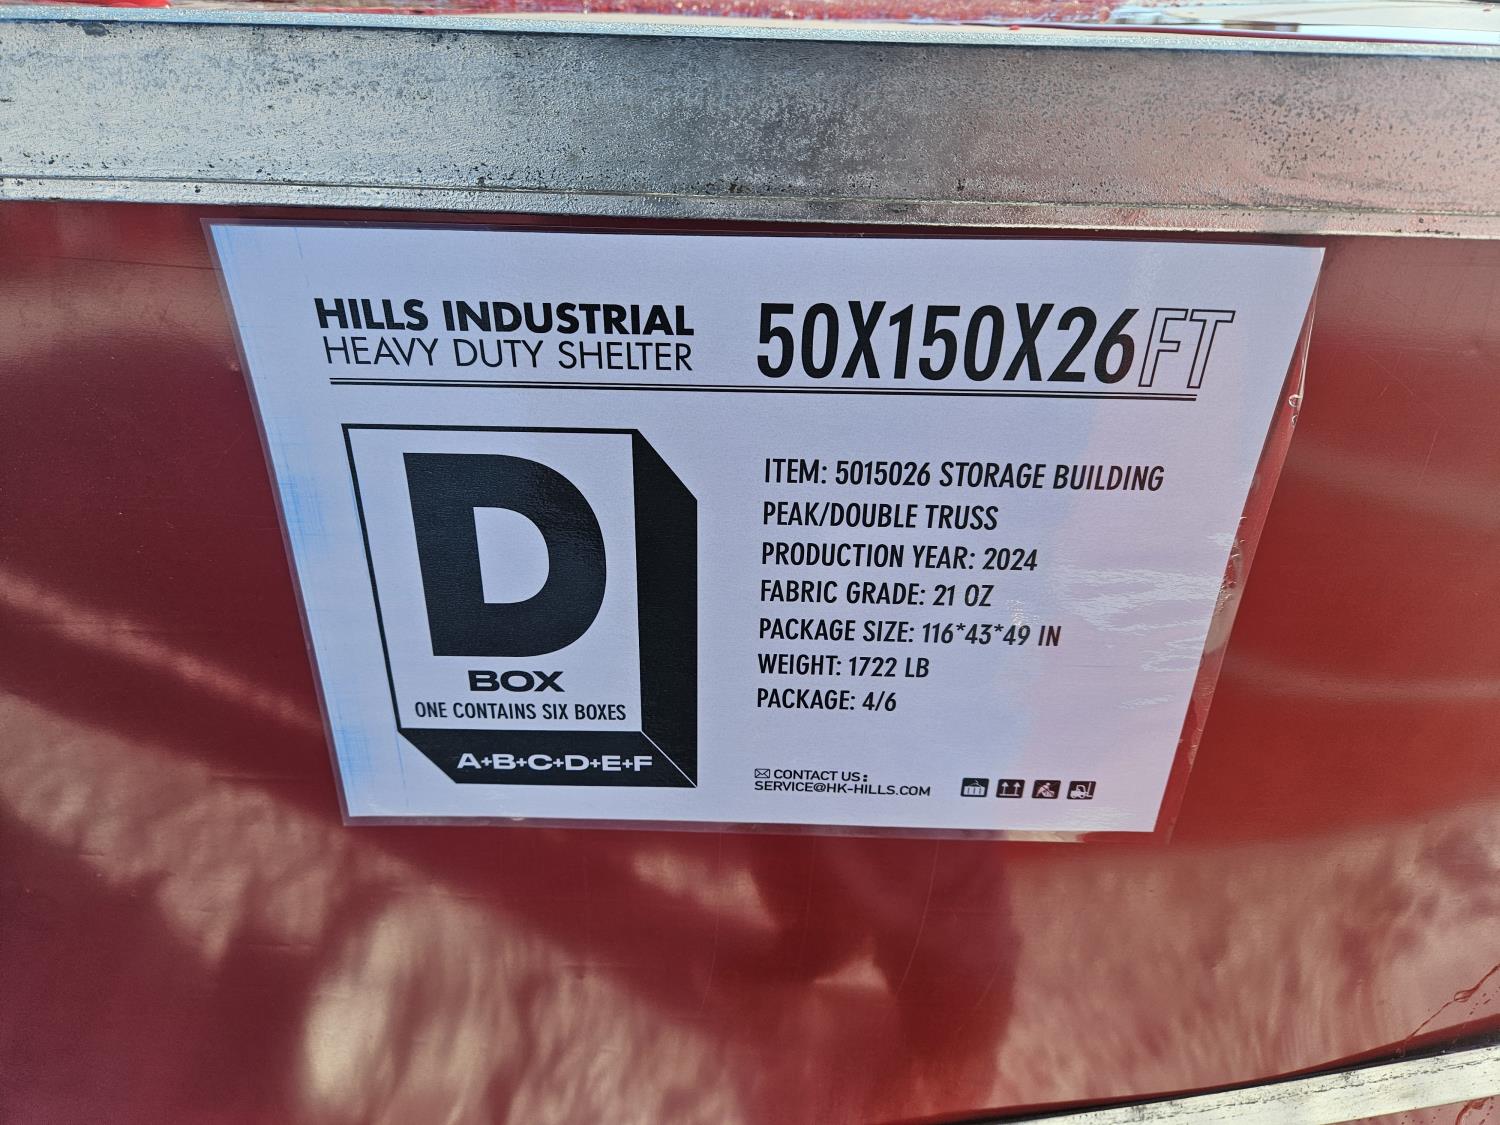 HILLS INDUSTRIAL
HEAVY DUTY SHELTER
50X150X26FT
D
BOX
ONE CONTAINS SIX BOXES
A+B+C+D+E+F
ITEM: 5015026 STORAGE BUILDING
PEAK/DOUBLE TRUSS
PRODUCTION YEAR: 2024
FABRIC GRADE: 21 OZ
PACKAGE SIZE: 116*43*49 IN
WEIGHT: 1722 LB
PACKAGE: 4/6
CONTACT US:
SERVICE@HK-HILLS.COM